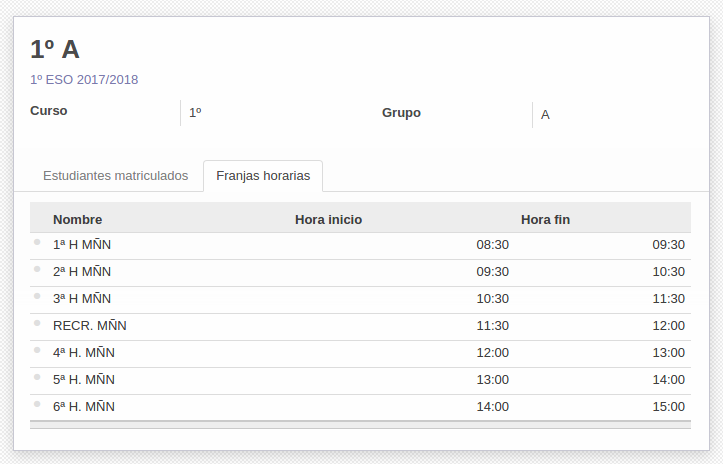 1º A
1º ESO 2017/2018
Curso 1º Grupo A
Estudiantes matriculados Franjas horarias
Nombre Hora inicio Hora fin
1ª H MÑN 08:30 09:30
2ª H MÑN 09:30 10:30
3ª H MÑN 10:30 11:30
RECR. MÑN 11:30 12:00
4ª H. MÑN 12:00 13:00
5ª H. MÑN 13:00 14:00
6ª H. MÑN 14:00 15:00